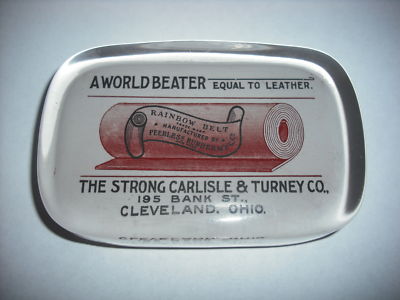 A WORLD BEATER EQUAL TO LEATHER.
RAINBOW BELT
MANUFACTURED BY
PEERLESS RUBBER
THE STRONG CARLISLE & TURNEY CO.,
195 BANK ST.,
CLEVELAND, OHIO.